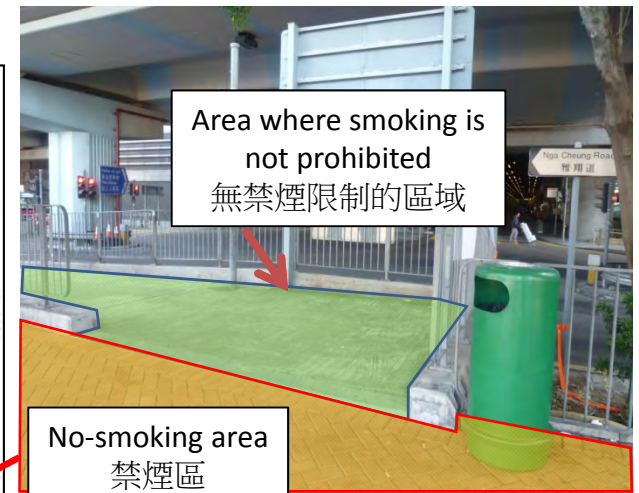 Area where smoking is
not prohibited
無禁煙限制的區域
Nga Cheung Road
雅翔道
No-smoking area
禁煙區